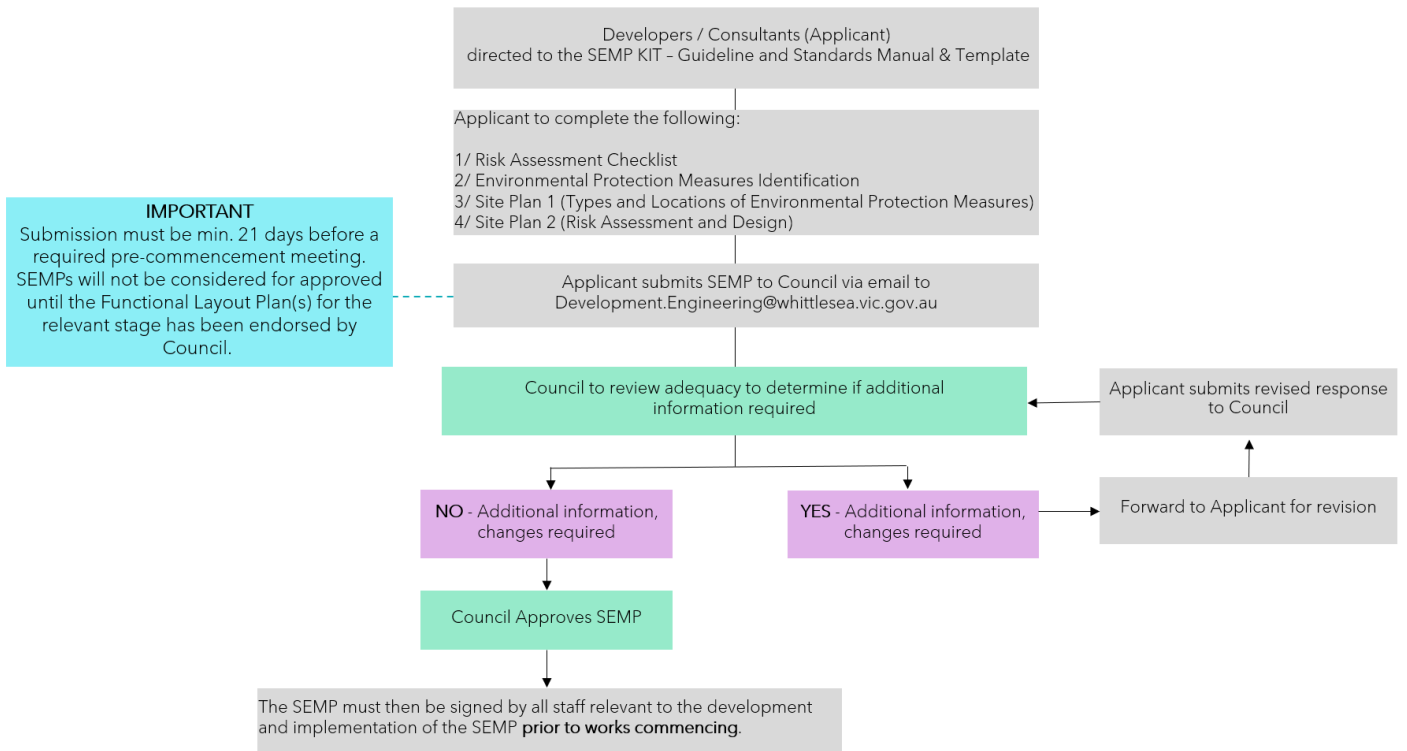 Developers / Consultants (Applicant)
directed to the SEMP KIT – Guideline and Standards Manual & Template
Applicant to complete the following:
1/ Risk Assessment Checklist
2/ Environmental Protection Measures Identification
3/ Site Plan 1 (Types and Locations of Environmental Protection Measures)
4/ Site Plan 2 (Risk Assessment and Design)
IMPORTANT
Submission must be min. 21 days before a
required pre-commencement meeting.
SEMPs will not be considered for approved
until the Functional Layout Plan(s) for the
relevant stage has been endorsed by
Council.
Applicant submits SEMP to Council via email to
Development.Engineering@whittlesea.vic.gov.au
Council to review adequacy to determine if additional
information required
Applicant submits revised response
to Council
NO - Additional information,
changes required
YES - Additional information,
changes required
Forward to Applicant for revision
Council Approves SEMP
The SEMP must then be signed by all staff relevant to the development
and implementation of the SEMP prior to works commencing.